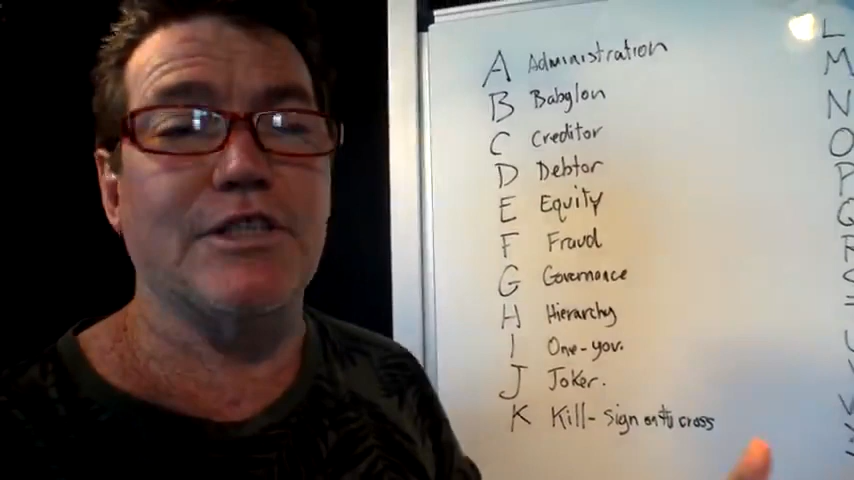 A Administration
B Babylon
C Creditor
D Debtor
E Equity
F Fraud
G Governance
H Hierarchy
I One-you.
J Joker.
K Kill- Sign on the cross
L
M
N
O
P
Q
R
S
U
V